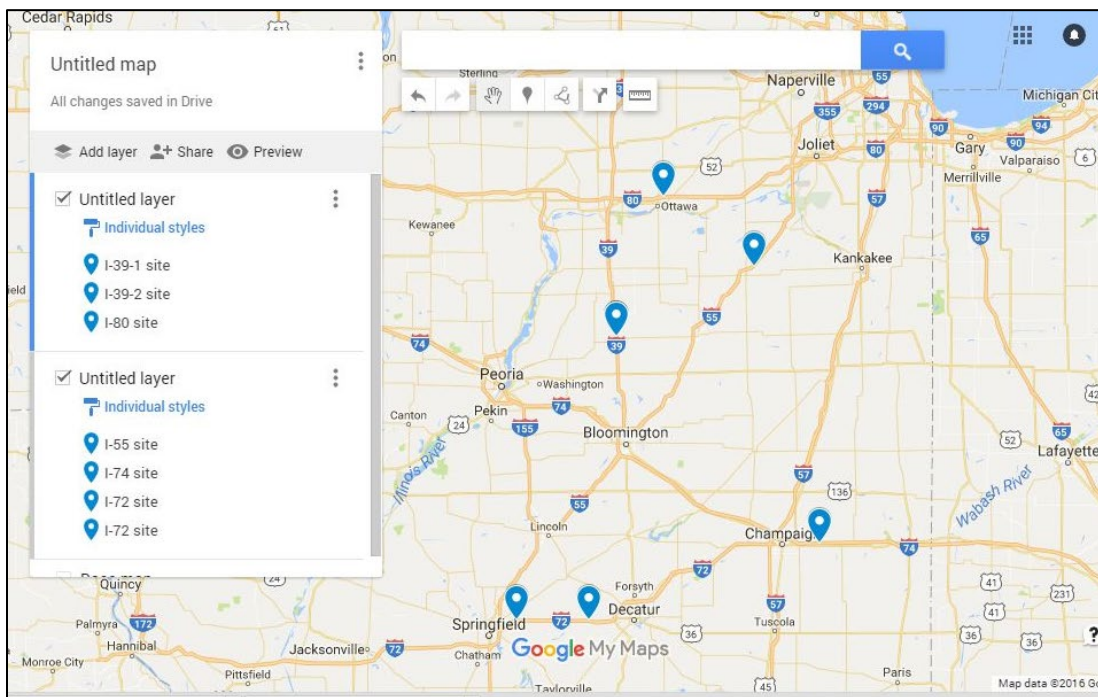 Cedar Rapids
Untitled map
All changes saved in Drive
Add layer Share Preview
Untitled layer
Individual styles
I-39-1 site
I-39-2 site
I-80 site
Untitled layer
Individual styles
I-55 site
I-74 site
I-72 site
I-72 site
Sterling
Naperville
55
Michigan City
355
294
90
94
Joliet
80
Gary
90
Valparaiso
6
Merrillville
52
57
80
Ottawa
Kewanee
39
65
Kankakee
55
39
74
Peoria
Washington
Pekin
74
Canton
24
155
Bloomington
65
52
Lafayette
57
Illinois River
136
Wabash River
55
Lincoln
Champaign
74
72
Quincy
24
51
Forsyth
41
41
231
57
Palmyra
172
72
Decatur
Springfield
Tuscola
36
36
36
Hannibal
Jacksonville
72
Chatham
Google My Maps
Monroe City
Pittsfield
Taylorville
45
Paris
?
Map data ©2016 Go